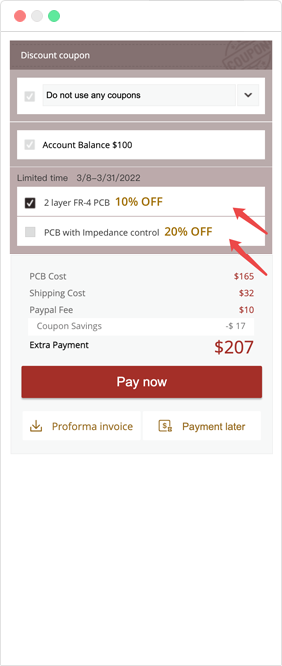 Discount coupon
COUPON
Do not use any coupons
Account Balance $100
Limited time 3/8–3/31/2022
2 layer FR-4 PCB 10% OFF
PCB with Impedance control 20% OFF
PCB Cost $165
Shipping Cost $32
Paypal Fee $10
Coupon Savings -$ 17
Extra Payment $207
Pay now
Proforma invoice
Payment later